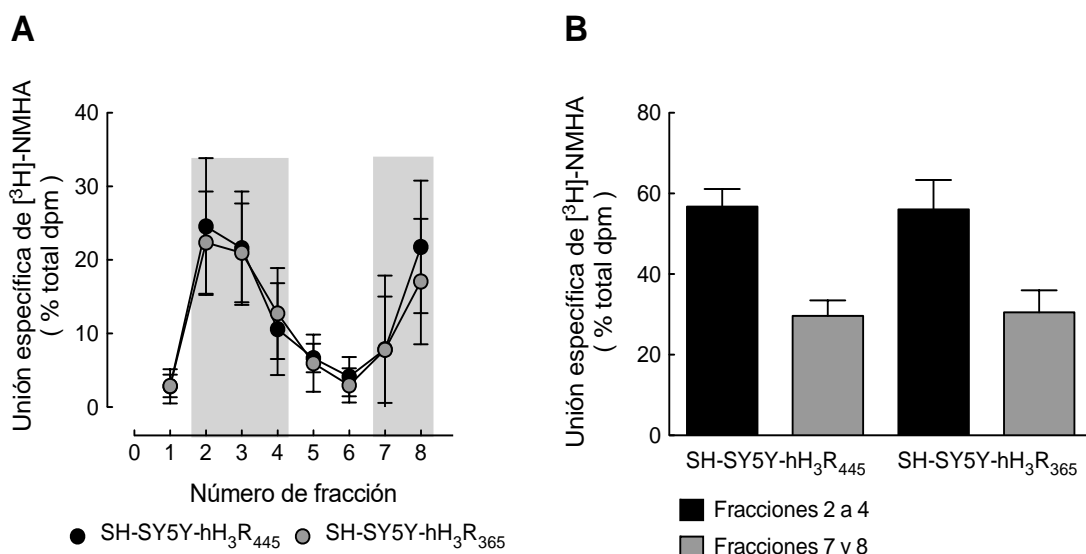 A
Unión específica de [³H]-NMHA
( % total dpm )
40
30
20
10
0
0 1 2 3 4 5 6 7 8
Número de fracción
SH-SY5Y-hH₃R₄₄₅ SH-SY5Y-hH₃R₃₆₅
B
Unión específica de [³H]-NMHA
( % total dpm )
80
60
40
20
0
SH-SY5Y-hH₃R₄₄₅ SH-SY5Y-hH₃R₃₆₅
Fracciones 2 a 4
Fracciones 7 y 8